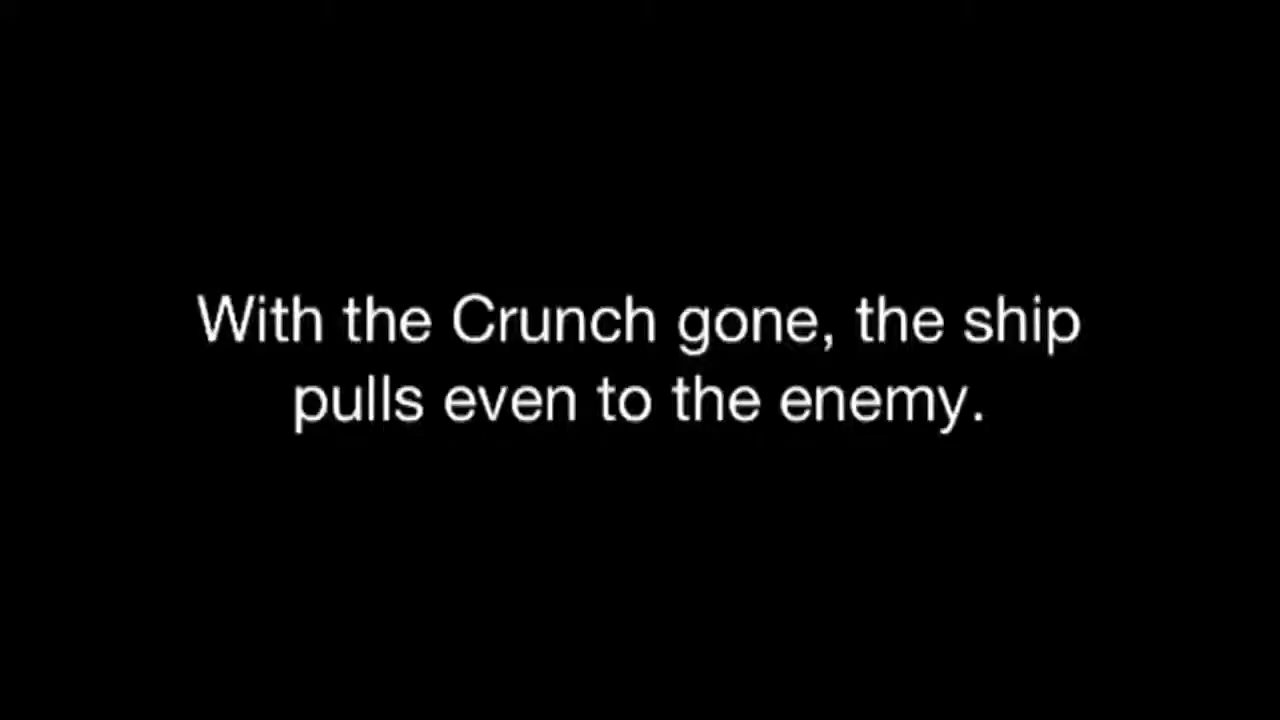 With the Crunch gone, the ship
pulls even to the enemy.